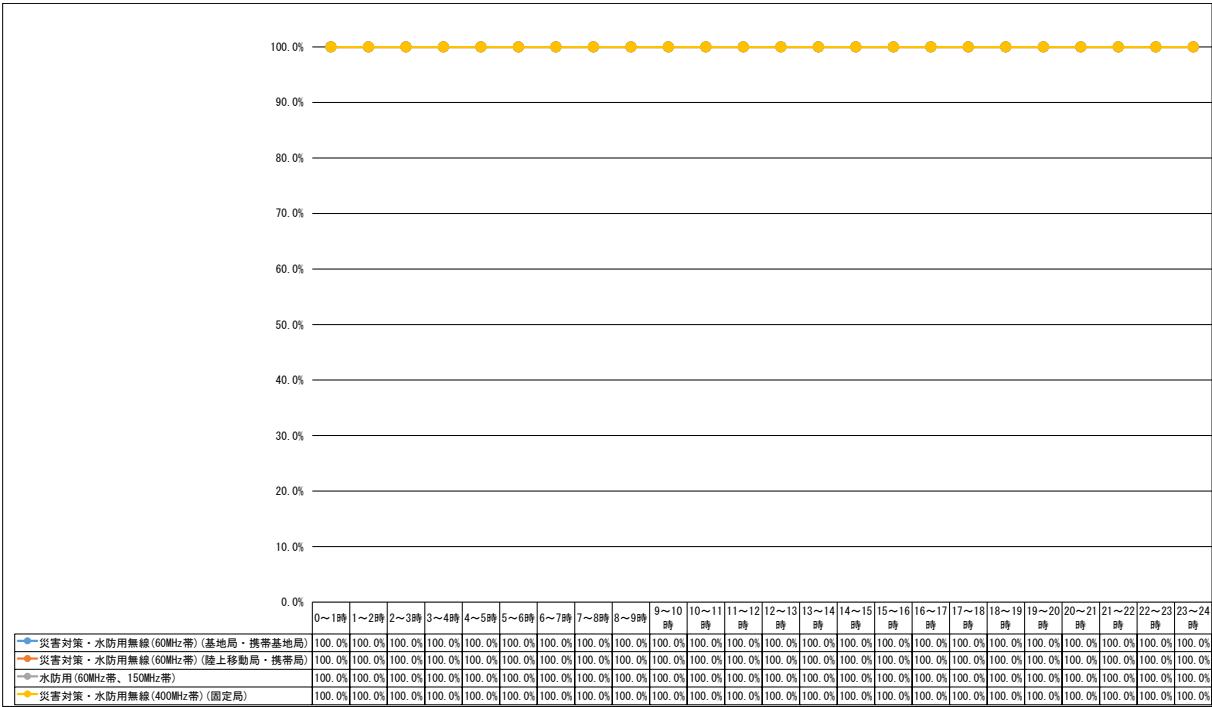 100.0%
90.0%
80.0%
70.0%
60.0%
50.0%
40.0%
30.0%
20.0%
10.0%
0.0%
0～1時 1～2時 2～3時 3～4時 4～5時 5～6時 6～7時 7～8時 8～9時 9～10時 10～11時 11～12時 12～13時 13～14時 14～15時 15～16時 16～17時 17～18時 18～19時 19～20時 20～21時 21～22時 22～23時 23～24時
災害対策・水防用無線(60MHz帯)(基地局・携帯基地局) 100.0% 100.0% 100.0% 100.0% 100.0% 100.0% 100.0% 100.0% 100.0% 100.0% 100.0% 100.0% 100.0% 100.0% 100.0% 100.0% 100.0% 100.0% 100.0% 100.0% 100.0% 100.0% 100.0% 100.0%
災害対策・水防用無線(60MHz帯)(陸上移動局・携帯局) 100.0% 100.0% 100.0% 100.0% 100.0% 100.0% 100.0% 100.0% 100.0% 100.0% 100.0% 100.0% 100.0% 100.0% 100.0% 100.0% 100.0% 100.0% 100.0% 100.0% 100.0% 100.0% 100.0% 100.0%
水防用(60MHz帯、150MHz帯) 100.0% 100.0% 100.0% 100.0% 100.0% 100.0% 100.0% 100.0% 100.0% 100.0% 100.0% 100.0% 100.0% 100.0% 100.0% 100.0% 100.0% 100.0% 100.0% 100.0% 100.0% 100.0% 100.0% 100.0%
災害対策・水防用無線(400MHz帯)(固定局) 100.0% 100.0% 100.0% 100.0% 100.0% 100.0% 100.0% 100.0% 100.0% 100.0% 100.0% 100.0% 100.0% 100.0% 100.0% 100.0% 100.0% 100.0% 100.0% 100.0% 100.0% 100.0% 100.0% 100.0%